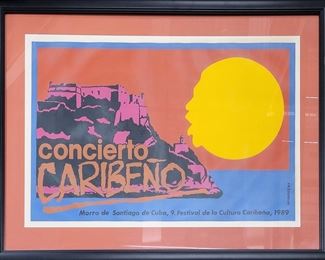 concierto
CARIBEÑO
Morro de Santiago de Cuba, 9. Festival de la Cultura Caribeña, 1989